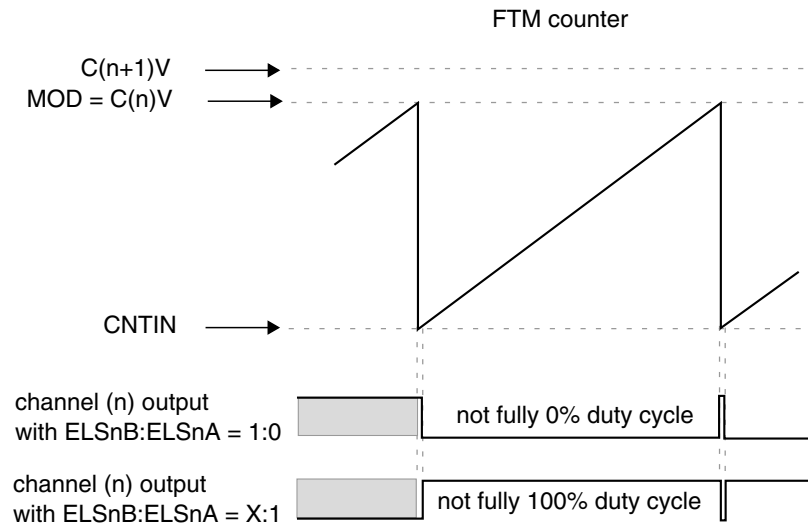 FTM counter
C(n+1)V
MOD = C(n)V
CNTIN
channel (n) output
with ELSnB:ELSnA = 1:0
not fully 0% duty cycle
channel (n) output
with ELSnB:ELSnA = X:1
not fully 100% duty cycle